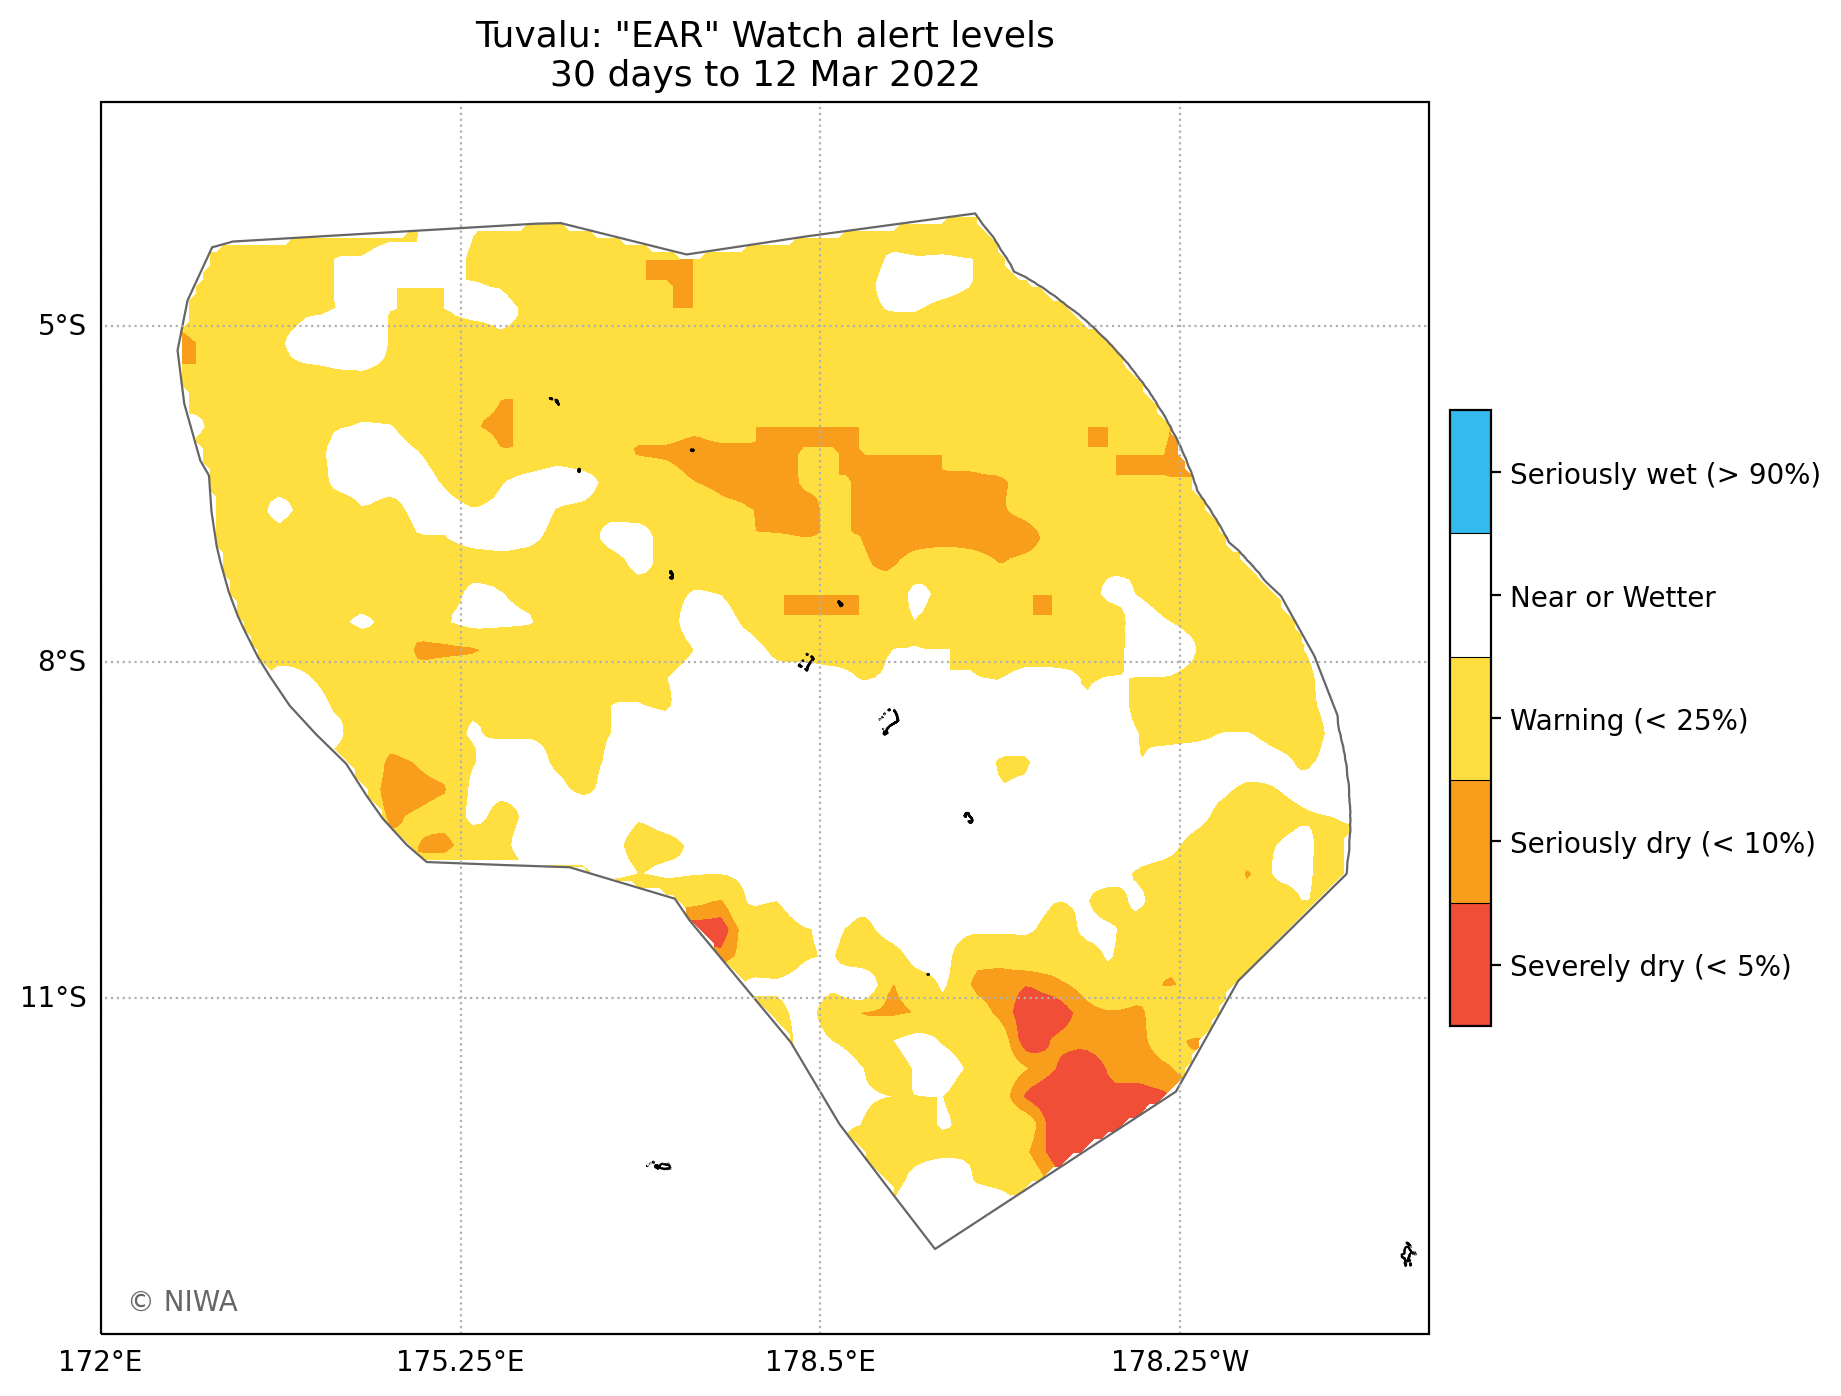 Tuvalu: "EAR" Watch alert levels
30 days to 12 Mar 2022
5°S
8°S
11°S
172°E
175.25°E
178.5°E
178.25°W
Seriously wet (> 90%)
Near or Wetter
Warning (< 25%)
Seriously dry (< 10%)
Severely dry (< 5%)
© NIWA